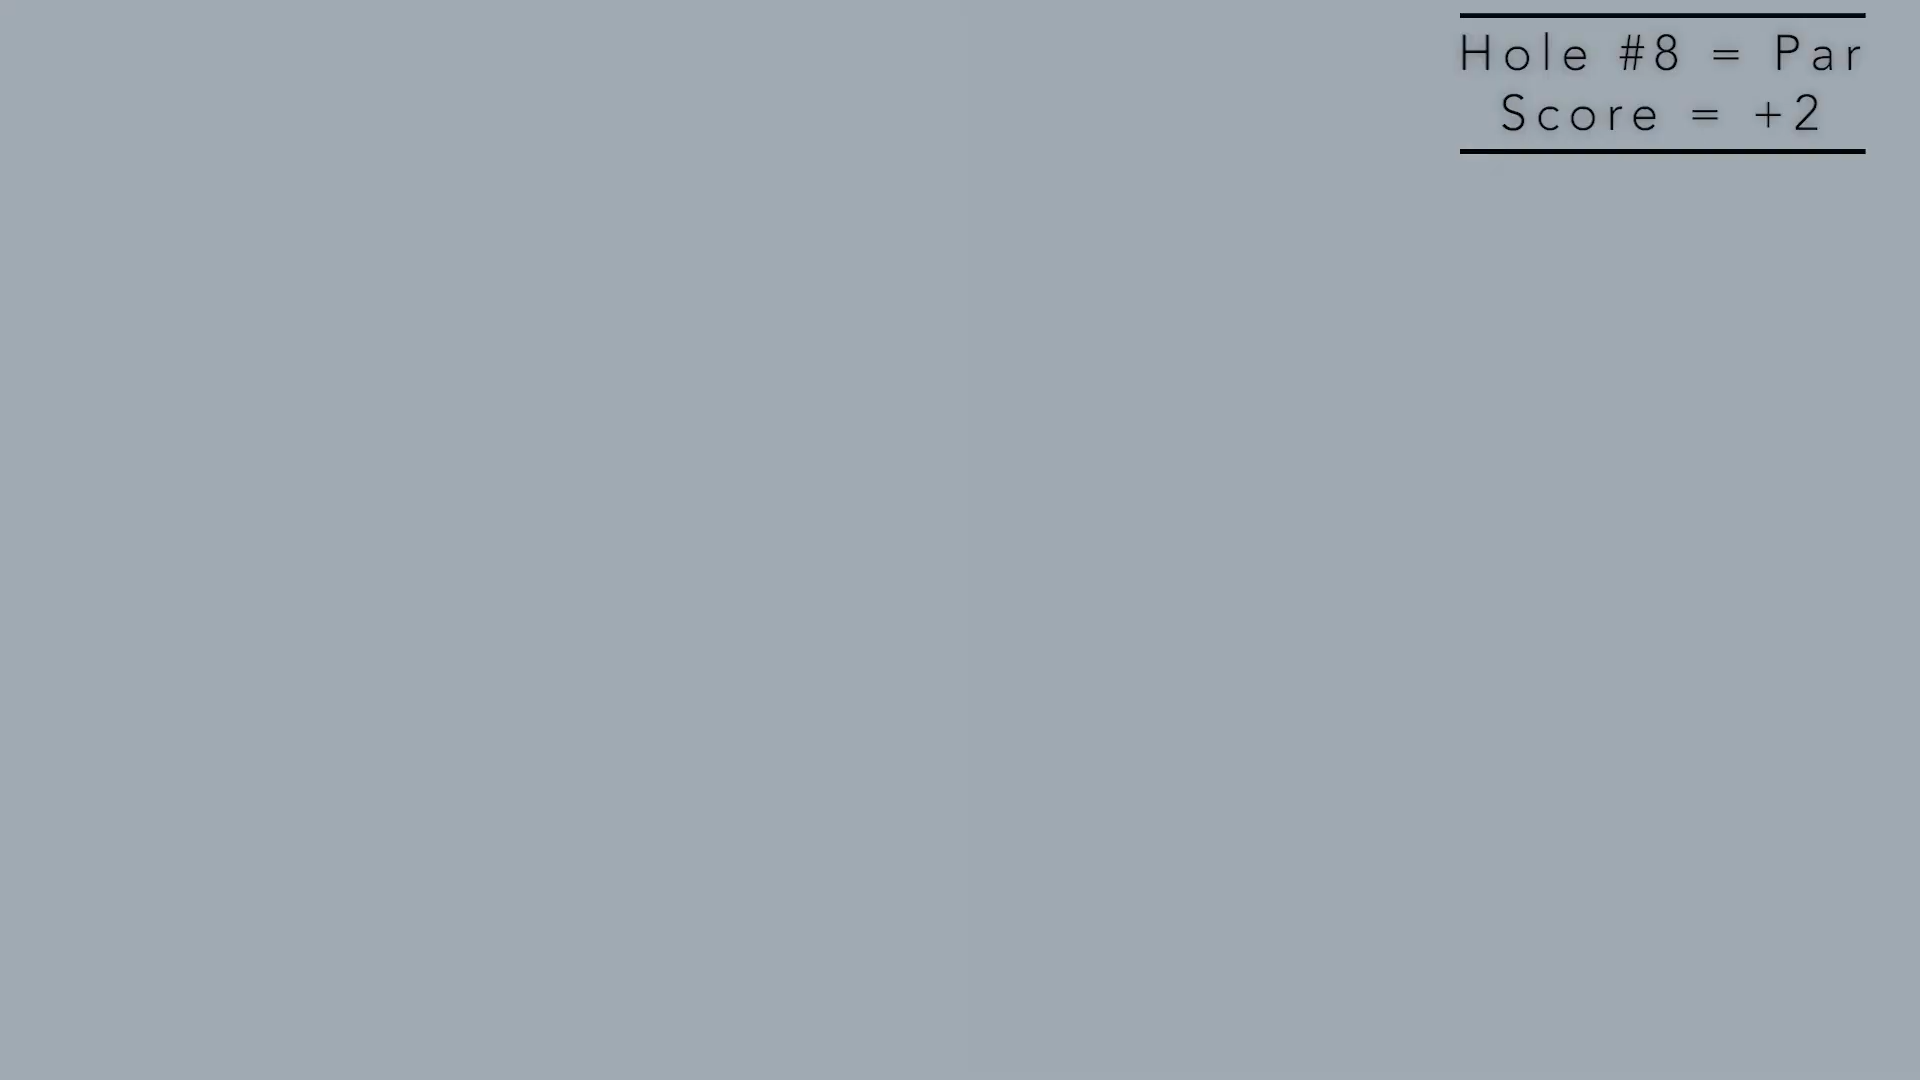 Hole #8 = Par
Score = +2